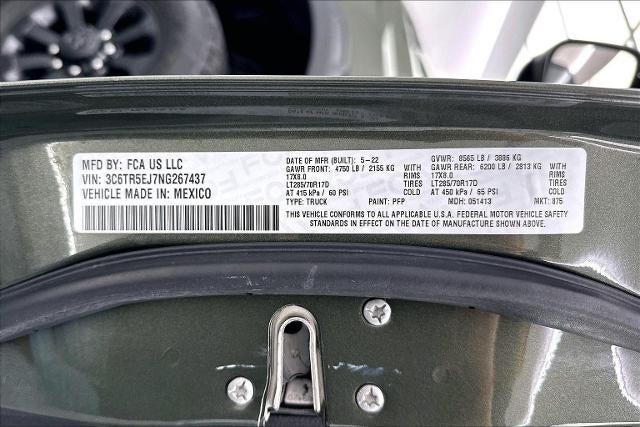 MFD BY: FCA US LLC
VIN: 3C6TR5EJ7NG267437
VEHICLE MADE IN: MEXICO
DATE OF MFR (BUILT): 5-22 GVWR: 8565 LB / 3886 KG
GAWR FRONT: 4750 LB / 2155 KG WITH GAWR REAR: 6200 LB / 2813 KG WITH
17X8.0 RIMS 17X8.0 RIMS
LT285/70R17D TIRES LT285/70R17D TIRES
AT 415 kPa / 60 PSI COLD AT 450 kPa / 65 PSI COLD
TYPE: TRUCK PAINT: PFP MDH: 051413 MKT: 875
THIS VEHICLE CONFORMS TO ALL APPLICABLE U.S.A. FEDERAL MOTOR VEHICLE SAFETY
STANDARDS IN EFFECT ON THE DATE OF MANUFACTURE SHOWN ABOVE.